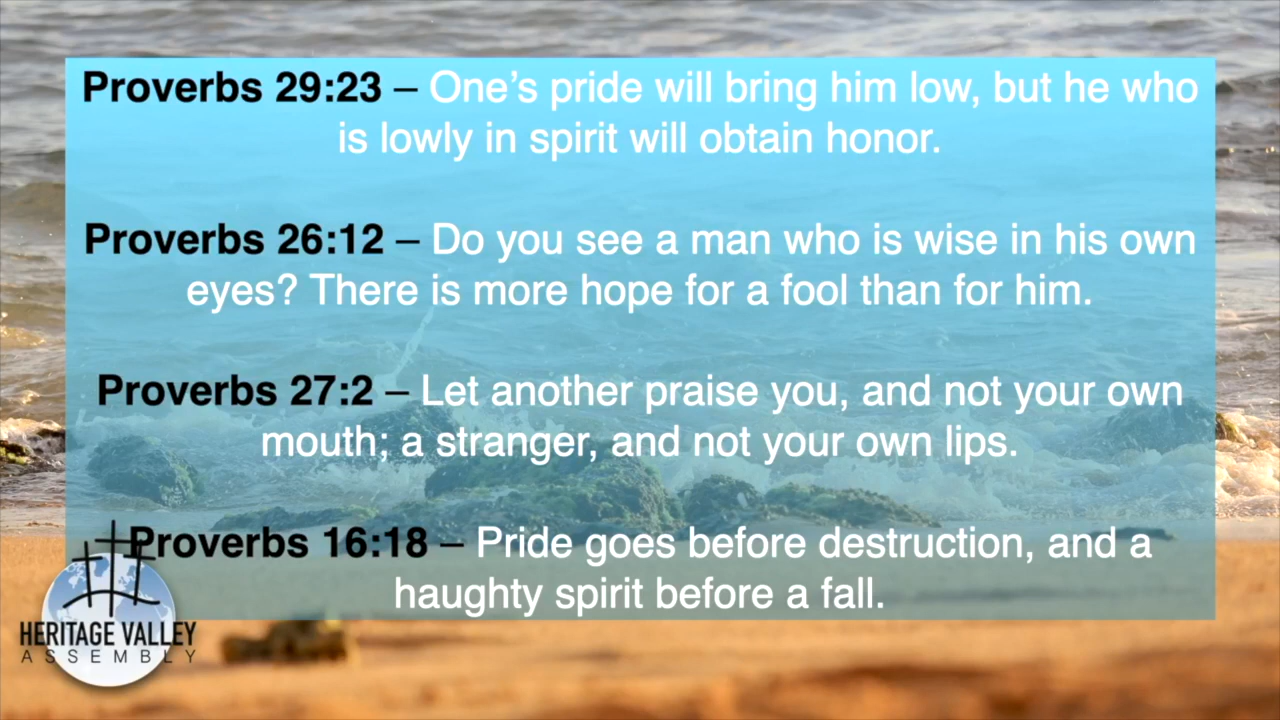 Proverbs 29:23 – One’s pride will bring him low, but he who
is lowly in spirit will obtain honor.
Proverbs 26:12 – Do you see a man who is wise in his own
eyes? There is more hope for a fool than for him.
Proverbs 27:2 – Let another praise you, and not your own
mouth; a stranger, and not your own lips.
Proverbs 16:18 – Pride goes before destruction, and a
haughty spirit before a fall.
HERITAGE VALLEY
ASSEMBLY